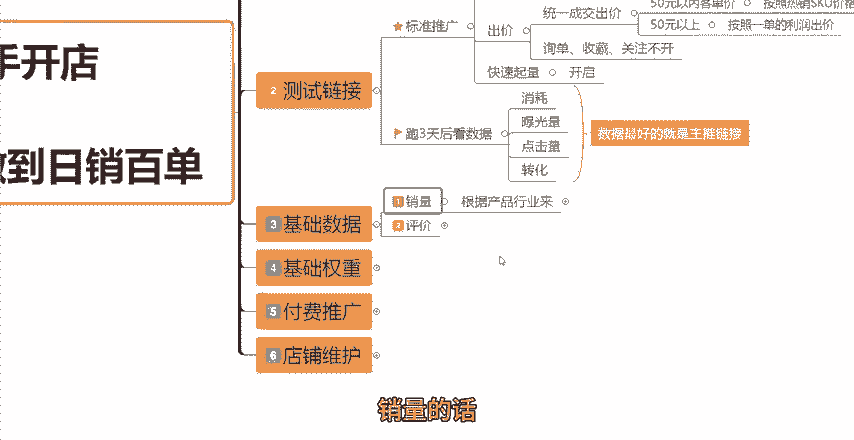 手开店
做到日销百单
2 测试链接
标准推广
出价
统一成交出价
50元以内客单价
按照热销SKU价格
50元以上
按照一单的利润出价
询单、收藏、关注不开
快速起量
开启
跑3天后看数据
消耗
曝光量
点击量
转化
数据最好的就是主推链接
3 基础数据
1 销量
根据产品行业来
2 评价
4 基础权重
5 付费推广
6 店铺维护
销量的话